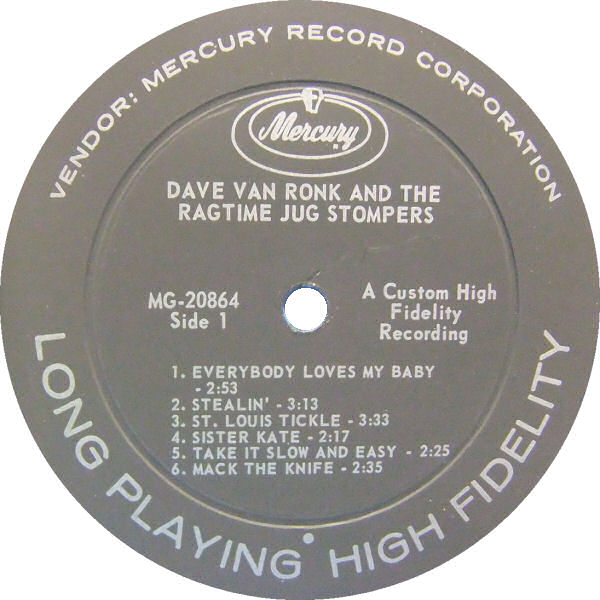 VENDOR: MERCURY RECORD CORPORATION
Mercury
DAVE VAN RONK AND THE
RAGTIME JUG STOMPERS
MG-20864
Side 1
A Custom High
Fidelity
Recording
1. EVERYBODY LOVES MY BABY
- 2:53
2. STEALIN' - 3:13
3. ST. LOUIS TICKLE - 3:33
4. SISTER KATE - 2:17
5. TAKE IT SLOW AND EASY - 2:25
6. MACK THE KNIFE - 2:35
LONG PLAYING • HIGH FIDELITY